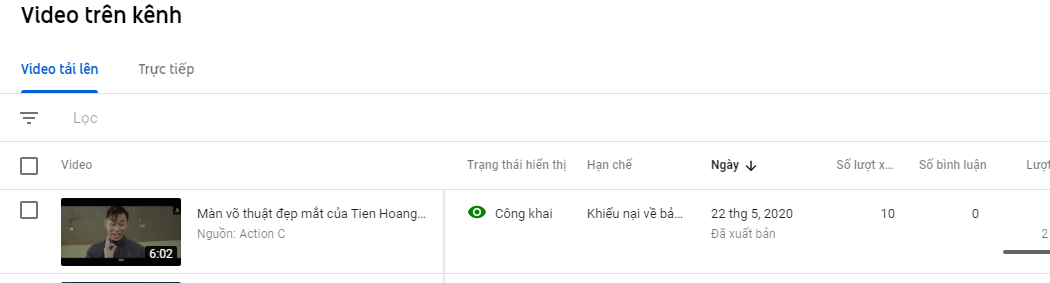 Video trên kênh
Video tải lên
Trực tiếp
Lọc
Video
Trạng thái hiển thị
Hạn chế
Ngày
Số lượt x...
Số bình luận
Lượt
6:02
Màn võ thuật đẹp mắt của Tien Hoang...
Nguồn: Action C
Công khai
Khiếu nại về bả...
22 thg 5, 2020
Đã xuất bản
10
0
2